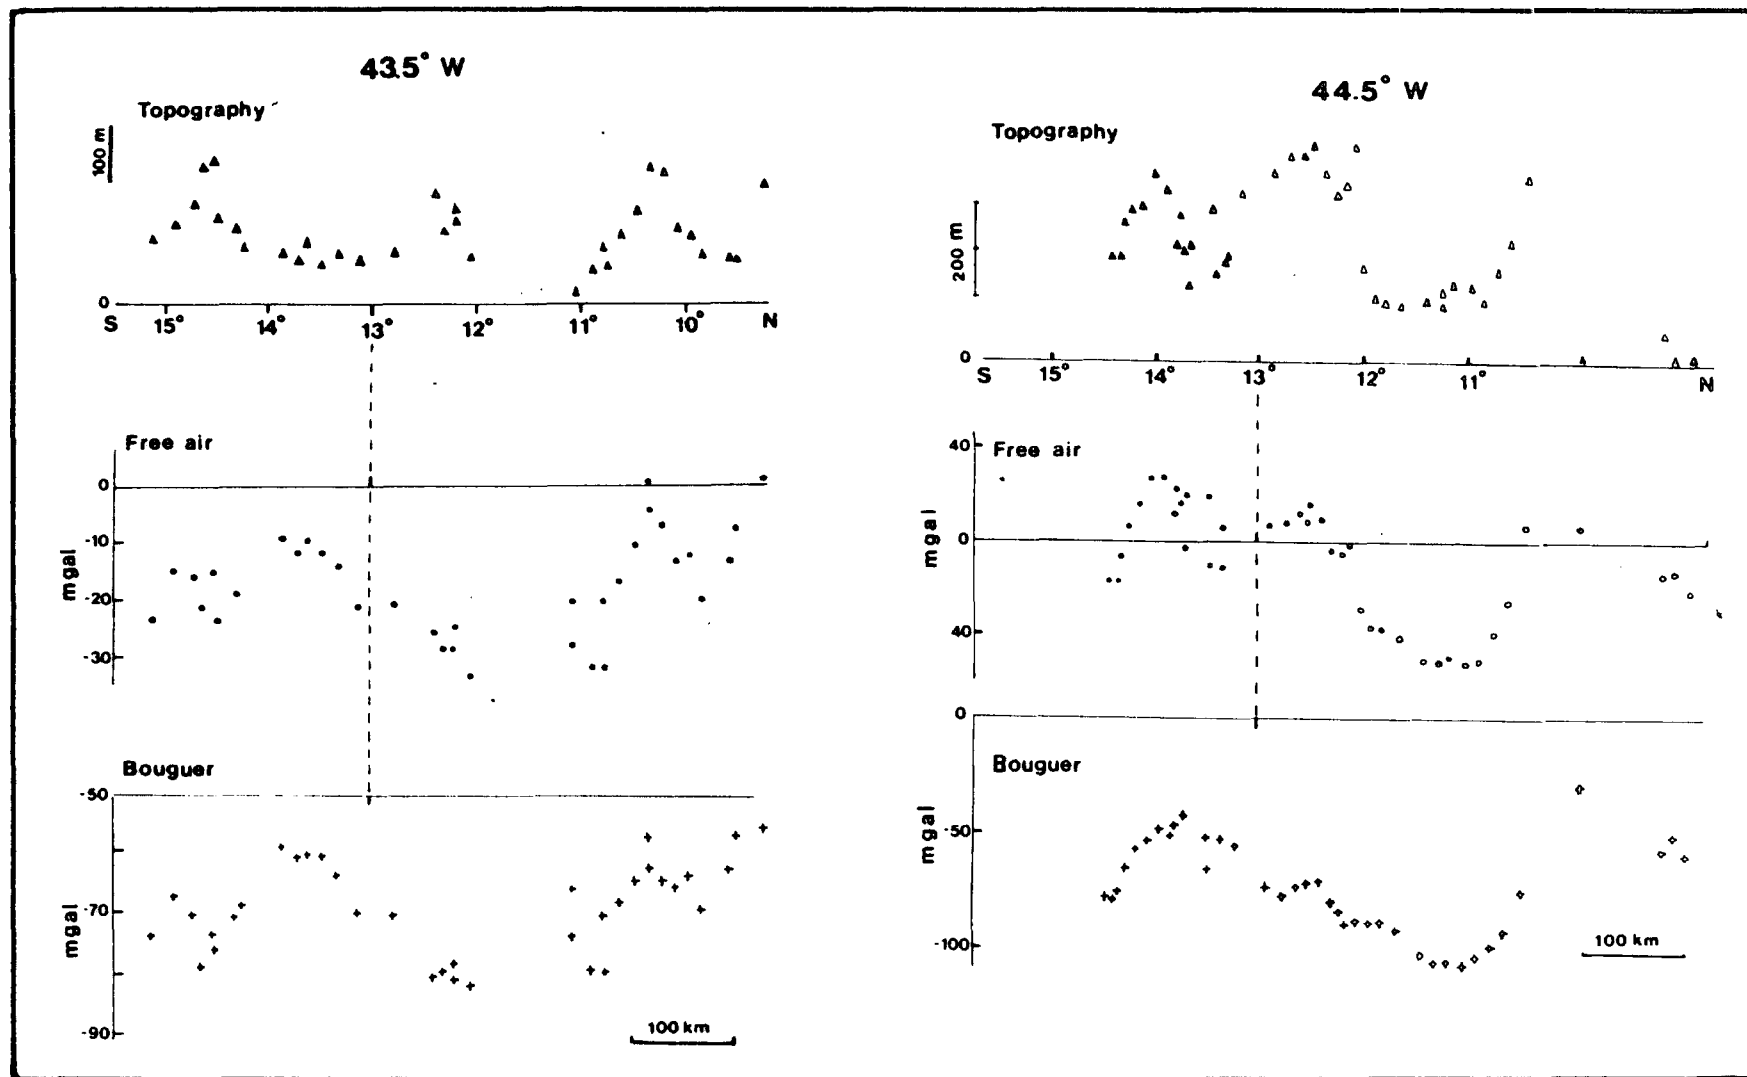 43.5° W
Topography
100 m
0
S 15° 14° 13° 12° 11° 10° N
Free air
0
-10
-20
-30
mgal
Bouguer
-50
-70
-90
mgal
100 km
44.5° W
Topography
200 m
0
S 15° 14° 13° 12° 11° N
Free air
40
0
40
mgal
0
Bouguer
-50
-100
mgal
100 km